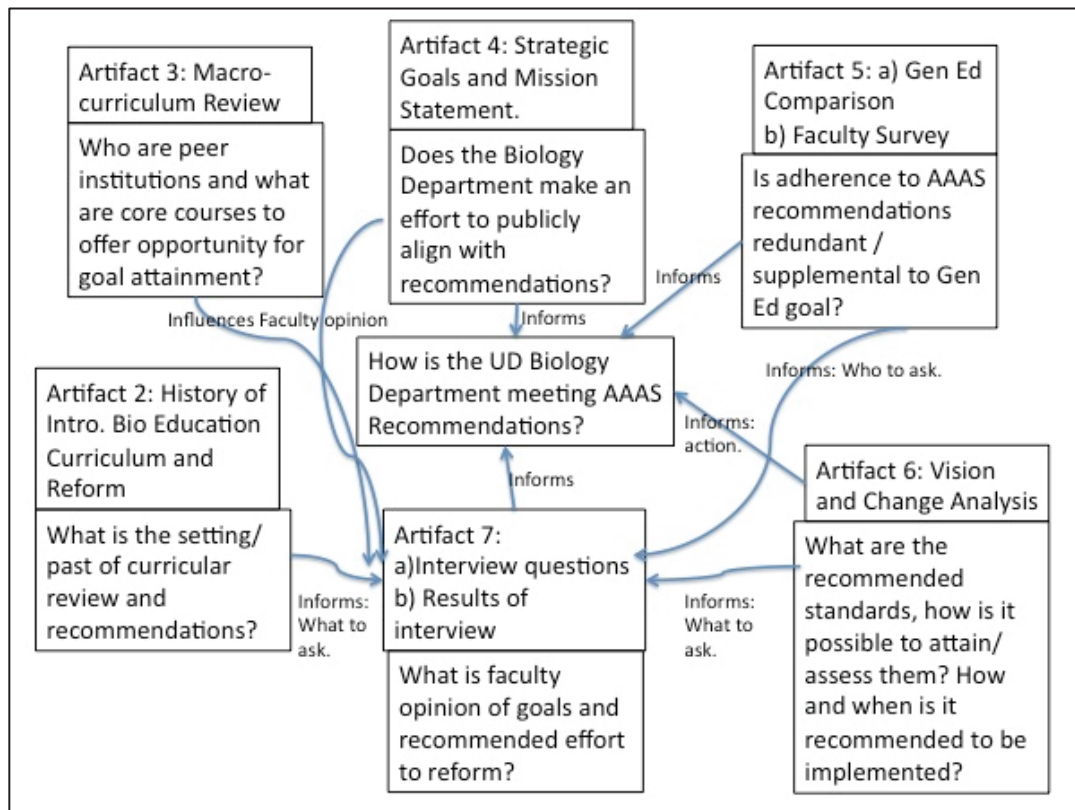 Artifact 3: Macro-
curriculum Review
Who are peer
institutions and what
are core courses to
offer opportunity for
goal attainment?
Artifact 4: Strategic
Goals and Mission
Statement.
Does the Biology
Department make an
effort to publicly
align with
recommendations?
Artifact 5: a) Gen Ed
Comparison
b) Faculty Survey
Is adherence to AAAS
recommendations
redundant /
supplemental to Gen
Ed goal?
Informs
Influences Faculty opinion
Informs
Informs: Who to ask.
How is the UD Biology
Department meeting AAAS
Recommendations?
Artifact 2: History of
Intro. Bio Education
Curriculum and
Reform
What is the setting/
past of curricular
review and
recommendations?
Informs:
action.
Informs
Artifact 6: Vision
and Change Analysis
What are the
recommended
standards, how is it
possible to attain/
assess them? How
and when is it
recommended to be
implemented?
Artifact 7:
a)Interview questions
b) Results of
interview
What is faculty
opinion of goals and
recommended effort
to reform?
Informs:
What to
ask.
Informs:
What to
ask.